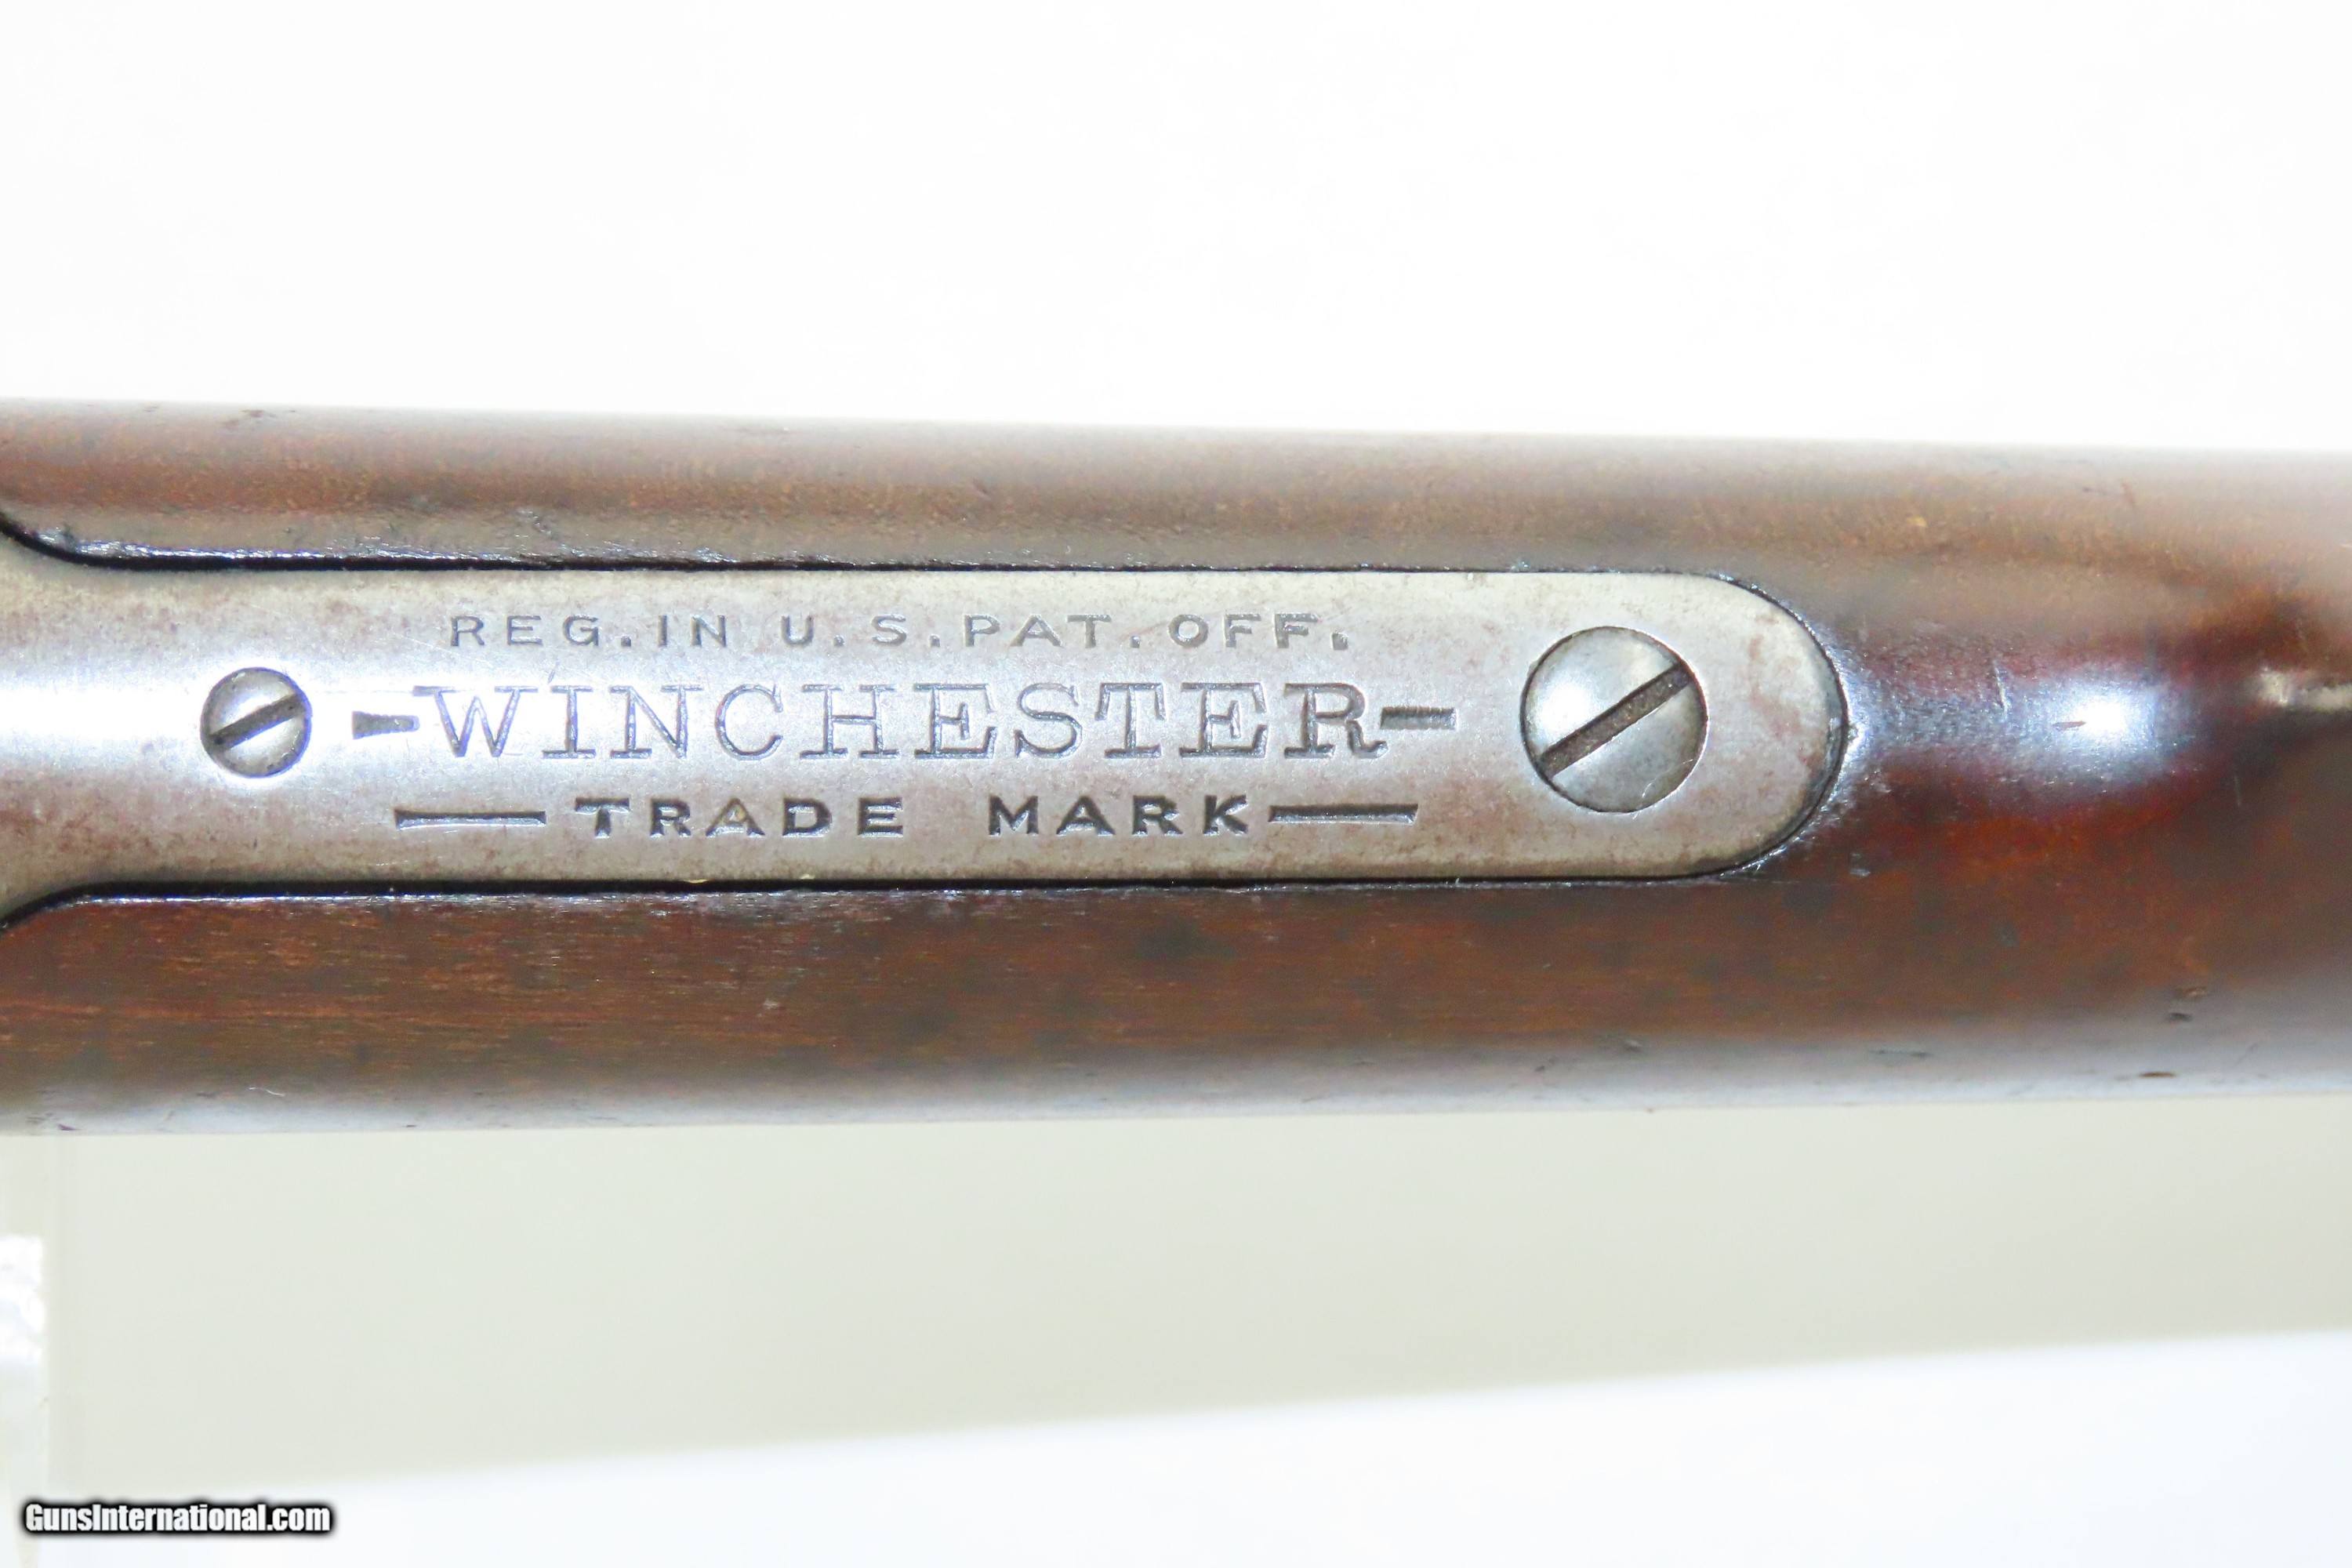 REG. IN U.S. PAT. OFF.
-WINCHESTER-
— TRADE MARK —
GunsInternational.com